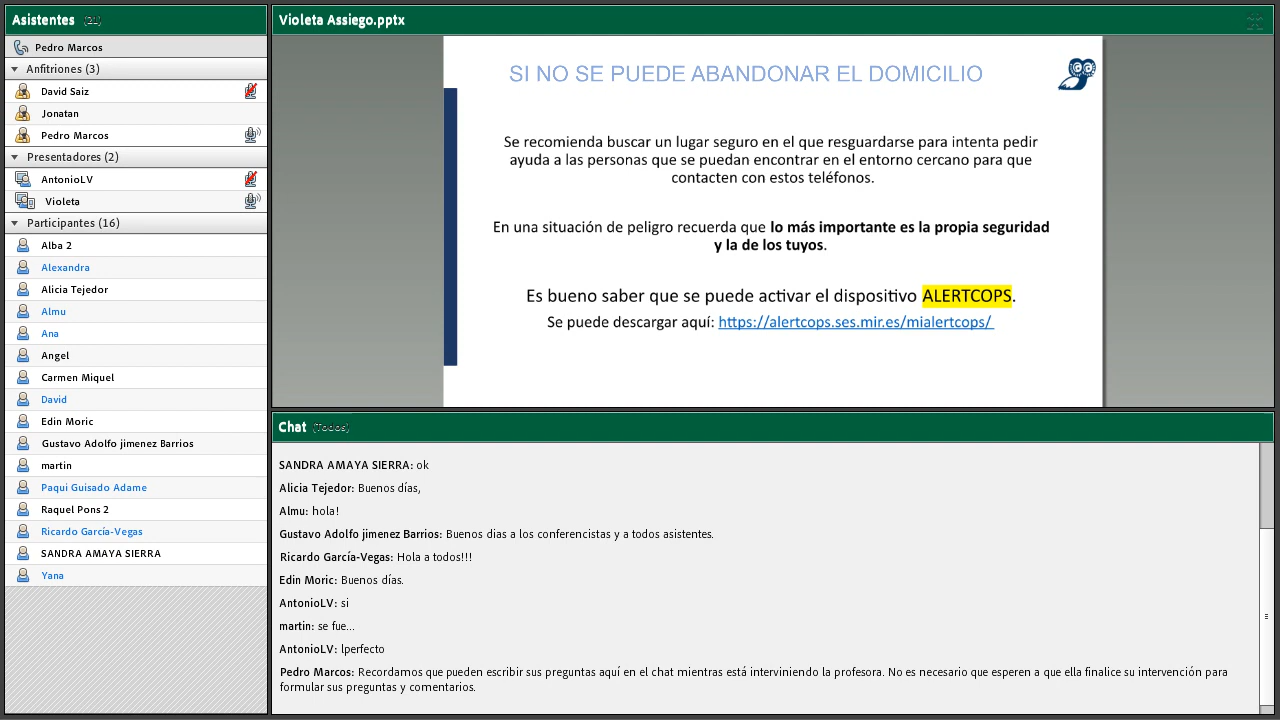 Asistentes (21)
Pedro Marcos
Anfitriones (3)
David Saiz
Jonatan
Pedro Marcos
Presentadores (2)
AntonioLV
Violeta
Participantes (16)
Alba 2
Alexandra
Alicia Tejedor
Almu
Ana
Angel
Carmen Miquel
David
Edin Moric
Gustavo Adolfo jimenez Barrios
martin
Paqui Guisado Adame
Raquel Pons 2
Ricardo García-Vegas
SANDRA AMAYA SIERRA
Yana
Violeta Assiego.pptx
SI NO SE PUEDE ABANDONAR EL DOMICILIO
Se recomienda buscar un lugar seguro en el que resguardarse para intenta pedir
ayuda a las personas que se puedan encontrar en el entorno cercano para que
contacten con estos teléfonos.
En una situación de peligro recuerda que lo más importante es la propia seguridad
y la de los tuyos.
Es bueno saber que se puede activar el dispositivo ALERTCOPS.
Se puede descargar aquí: https://alertcops.ses.mir.es/mialertcops/
Chat (Todos)
SANDRA AMAYA SIERRA: ok
Alicia Tejedor: Buenos días,
Almu: hola!
Gustavo Adolfo jimenez Barrios: Buenos dias a los conferencistas y a todos asistentes.
Ricardo García-Vegas: Hola a todos!!!
Edin Moric: Buenos días.
AntonioLV: si
martin: se fue...
AntonioLV: lperfecto
Pedro Marcos: Recordamos que pueden escribir sus preguntas aquí en el chat mientras está interviniendo la profesora. No es necesario que esperen a que ella finalice su intervención para
formular sus preguntas y comentarios.